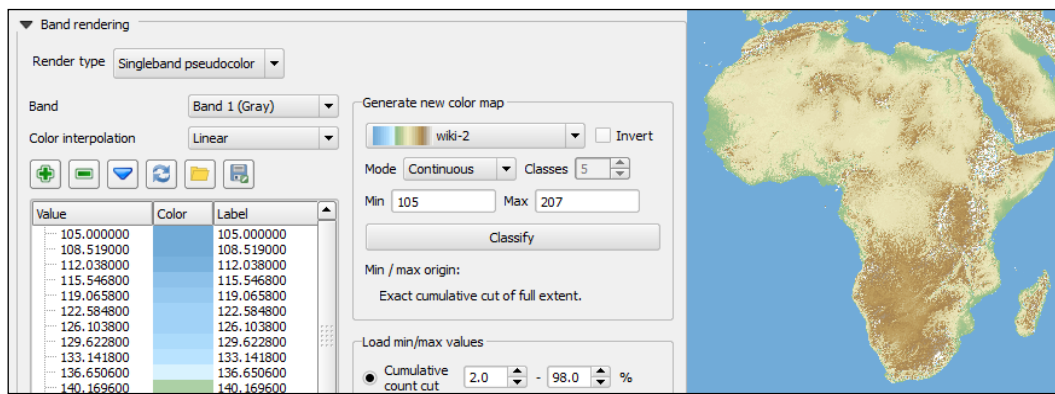 Band rendering
Render type Singleband pseudocolor
Band Band 1 (Gray)
Color interpolation Linear
Value Color Label
105.000000 105.000000
108.519000 108.519000
112.038000 112.038000
115.546800 115.546800
119.065800 119.065800
122.584800 122.584800
126.103800 126.103800
129.622800 129.622800
133.141800 133.141800
136.650600 136.650600
140.169600 140.169600
Generate new color map
wiki-2 Invert
Mode Continuous Classes 5
Min 105 Max 207
Classify
Min / max origin:
Exact cumulative cut of full extent.
Load min/max values
Cumulative
count cut 2.0 - 98.0 %